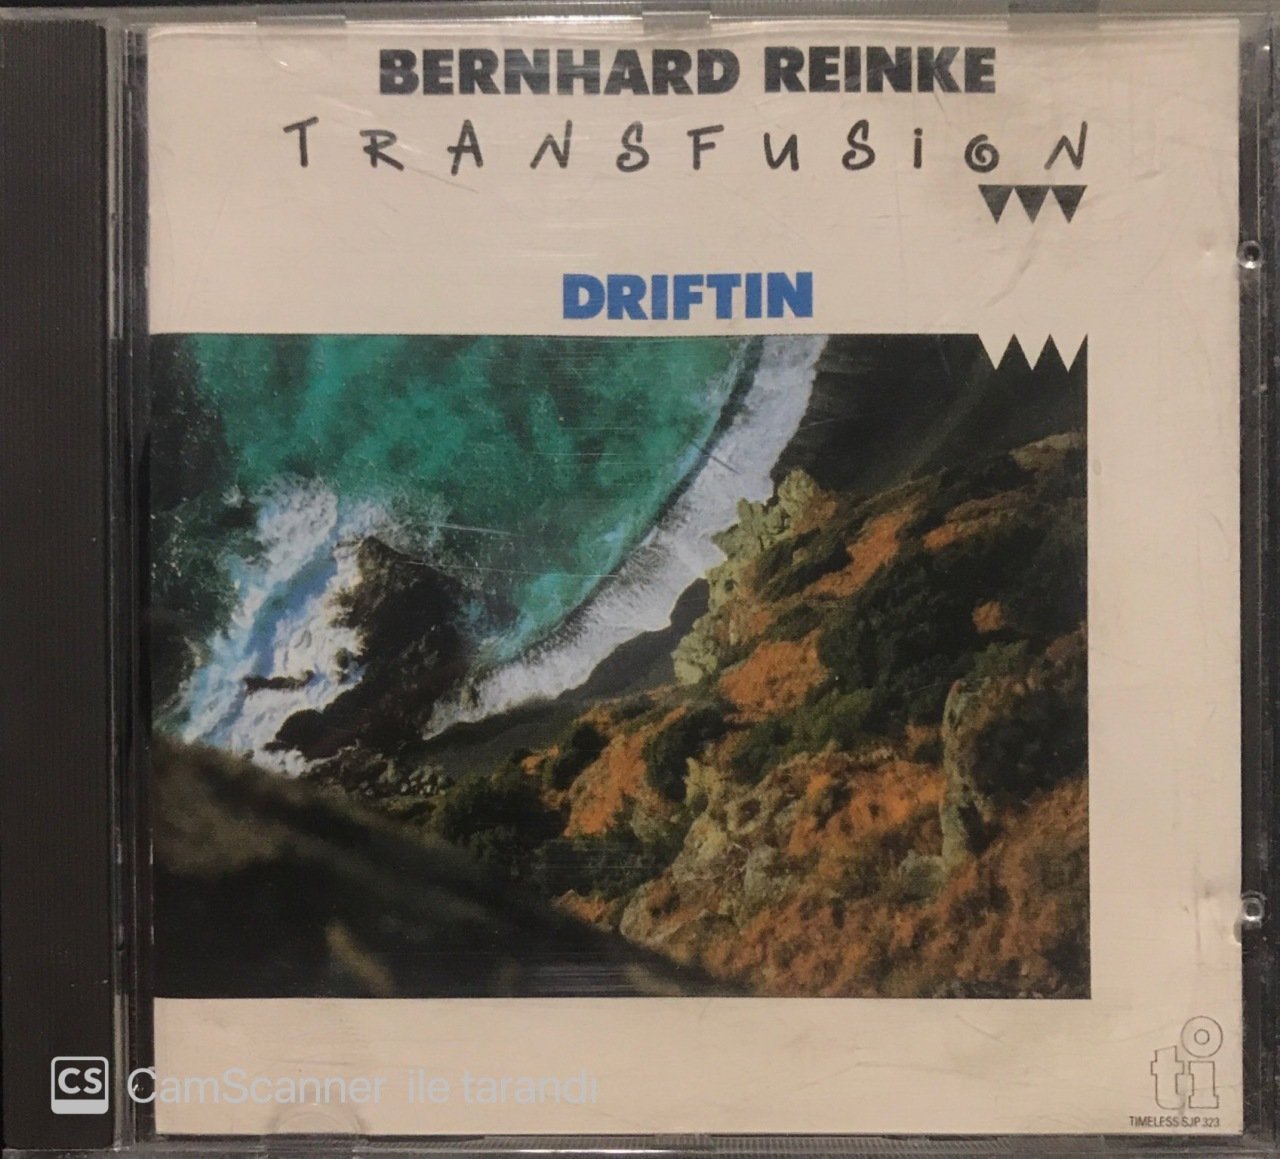 BERNHARD REINKE
TRANSFUSiON
DRIFTIN
ti
TIMELESS SJP 323
CS CamScanner ile tarandı